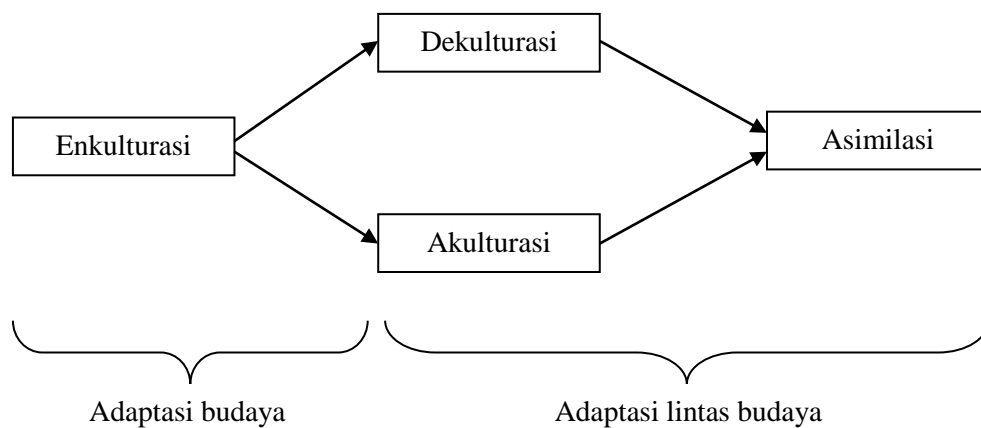 Dekulturasi
Enkulturasi
Asimilasi
Akulturasi
Adaptasi budaya
Adaptasi lintas budaya